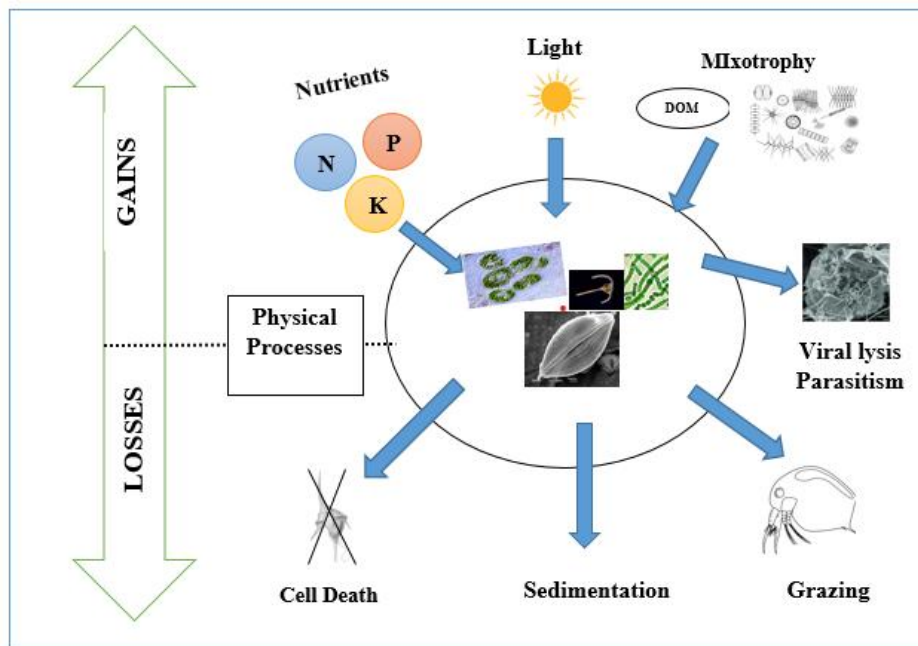 Light
MIxotrophy
Nutrients
DOM
P
N
K
GAINS
Physical
Processes
Viral lysis
Parasitism
LOSSES
Cell Death
Sedimentation
Grazing